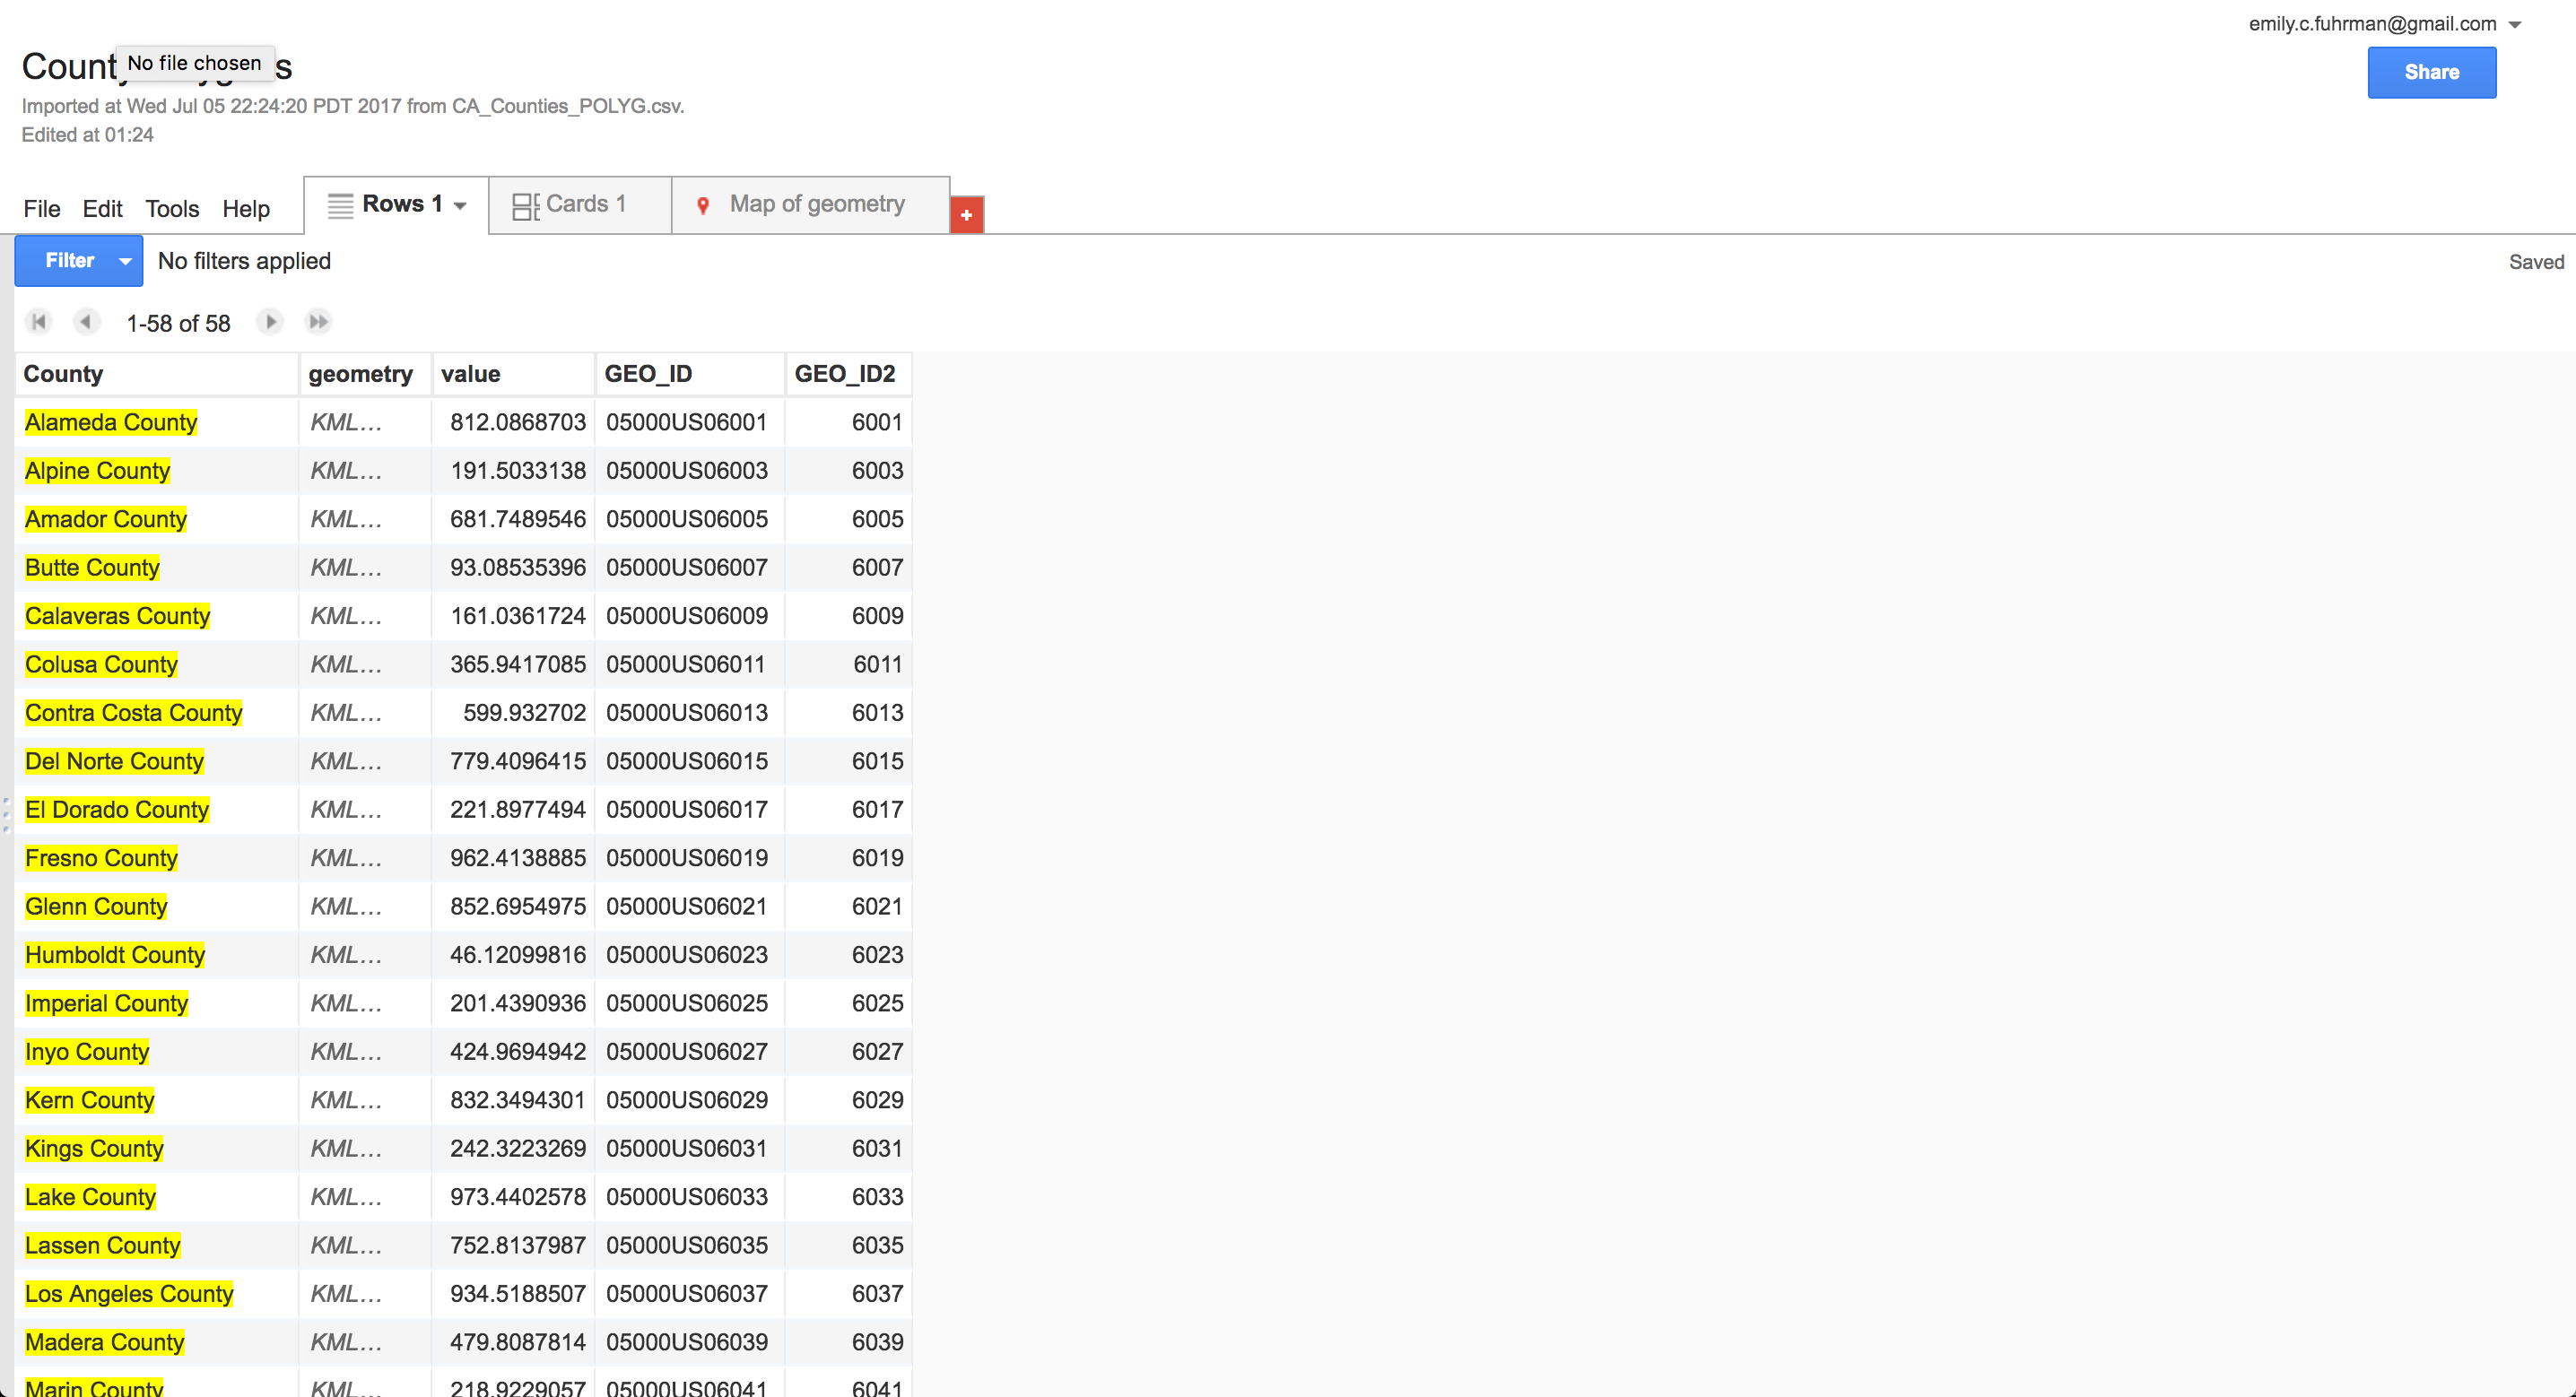 emily.c.fuhrman@gmail.com
No file chosen
Imported at Wed Jul 05 22:24:20 PDT 2017 from CA_Counties_POLYG.csv.
Share
Edited at 01:24
File Edit Tools Help Rows 1 Cards 1 Map of geometry +
Filter No filters applied Saved
1-58 of 58
County geometry value GEO_ID GEO_ID2
Alameda County KML... 812.0868703 05000US06001 6001
Alpine County KML... 191.5033138 05000US06003 6003
Amador County KML... 681.7489546 05000US06005 6005
Butte County KML... 93.08535396 05000US06007 6007
Calaveras County KML... 161.0361724 05000US06009 6009
Colusa County KML... 365.9417085 05000US06011 6011
Contra Costa County KML... 599.932702 05000US06013 6013
Del Norte County KML... 779.4096415 05000US06015 6015
El Dorado County KML... 221.8977494 05000US06017 6017
Fresno County KML... 962.4138885 05000US06019 6019
Glenn County KML... 852.6954975 05000US06021 6021
Humboldt County KML... 46.12099816 05000US06023 6023
Imperial County KML... 201.4390936 05000US06025 6025
Inyo County KML... 424.9694942 05000US06027 6027
Kern County KML... 832.3494301 05000US06029 6029
Kings County KML... 242.3223269 05000US06031 6031
Lake County KML... 973.4402578 05000US06033 6033
Lassen County KML... 752.8137987 05000US06035 6035
Los Angeles County KML... 934.5188507 05000US06037 6037
Madera County KML... 479.8087814 05000US06039 6039
Marin County KML... 218.9229057 05000US06041 6041